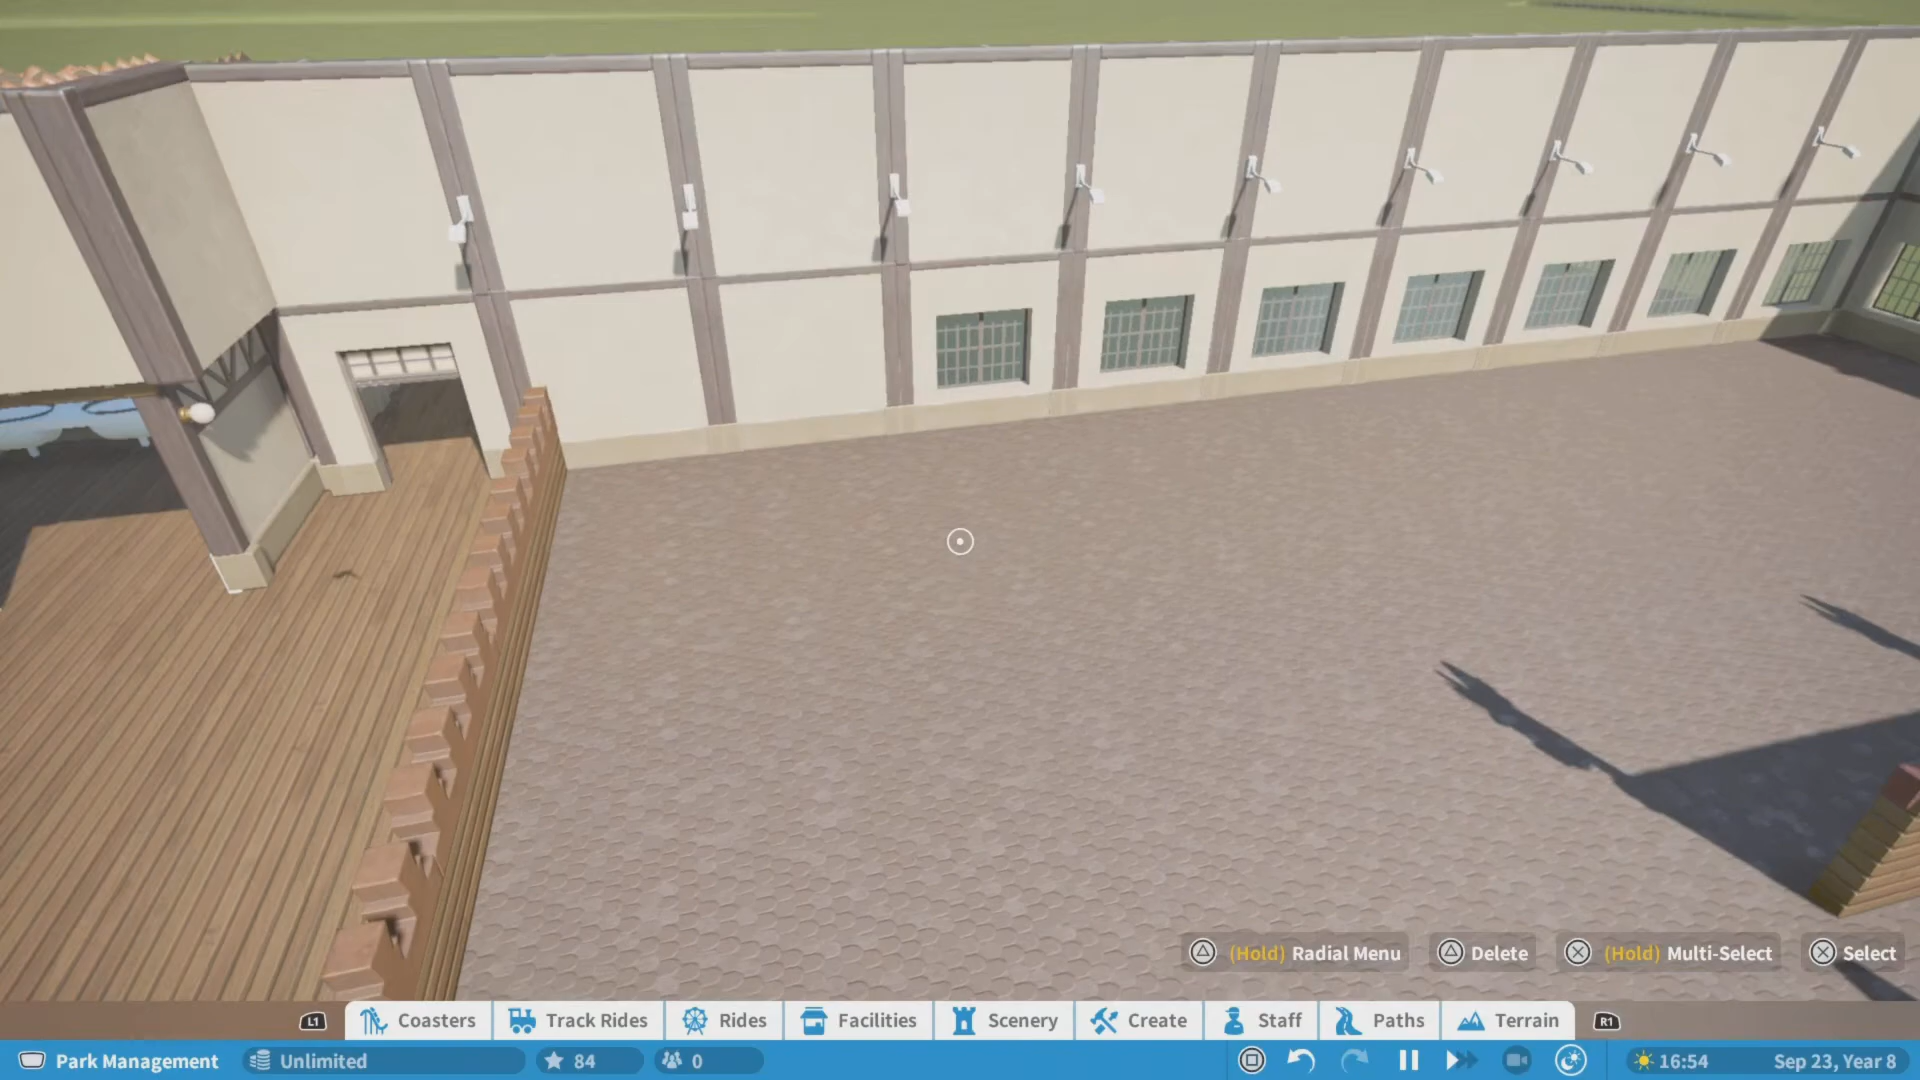 (Hold) Radial Menu Delete (Hold) Multi-Select Select
L1 Coasters Track Rides Rides Facilities Scenery Create Staff Paths Terrain R1
Park Management Unlimited 84 0 16:54 Sep 23, Year 8